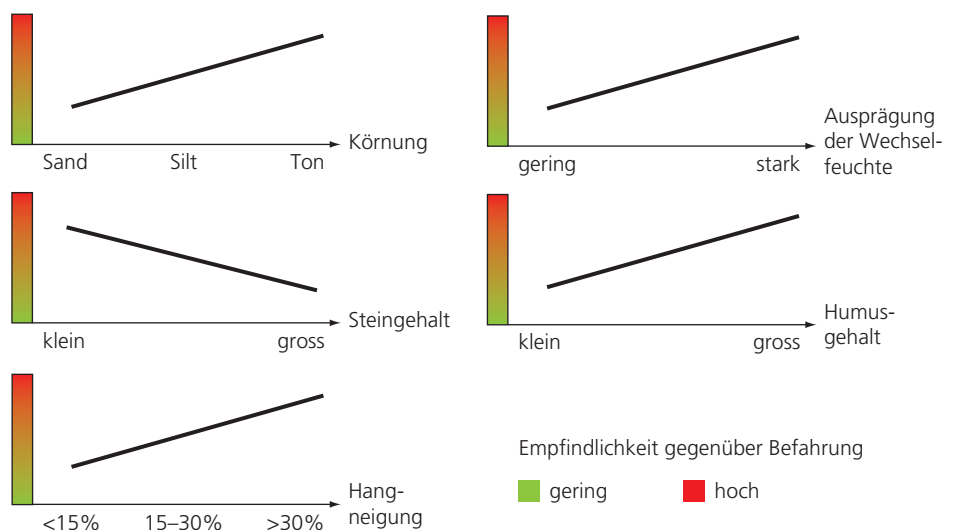 Sand Silt Ton
Körnung
gering stark
Ausprägung
der Wechsel-
feuchte
klein gross
Steingehalt
klein gross
Humus-
gehalt
<15% 15–30% >30%
Hang-
neigung
Empfindlichkeit gegenüber Befahrung
gering hoch